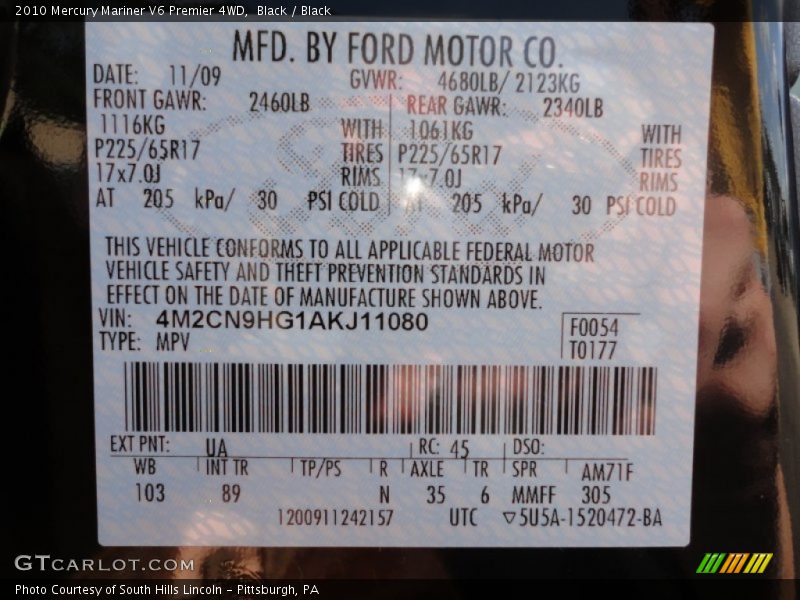 2010 Mercury Mariner V6 Premier 4WD,  Black / Black
MFD. BY FORD MOTOR CO.
DATE: 11/09 GVWR: 4680LB/ 2123KG
FRONT GAWR: 2460LB REAR GAWR: 2340LB
1116KG WITH 1061KG WITH
P225/65R17 TIRES P225/65R17 TIRES
17x7.0J RIMS 17x7.0J RIMS
AT 205 kPa/ 30 PSI COLD AT 205 kPa/ 30 PSI COLD
THIS VEHICLE CONFORMS TO ALL APPLICABLE FEDERAL MOTOR
VEHICLE SAFETY AND THEFT PREVENTION STANDARDS IN
EFFECT ON THE DATE OF MANUFACTURE SHOWN ABOVE.
VIN: 4M2CN9HG1AKJ11080 F0054
TYPE: MPV T0177
EXT PNT: UA RC: 45 DSO:
WB INT TR TP/PS R AXLE TR SPR AM71F
103 89 N 35 6 MMFF 305
1200911242157 UTC ▽5U5A-1520472-BA
GTCARLOT.COM
Photo Courtesy of South Hills Lincoln – Pittsburgh, PA